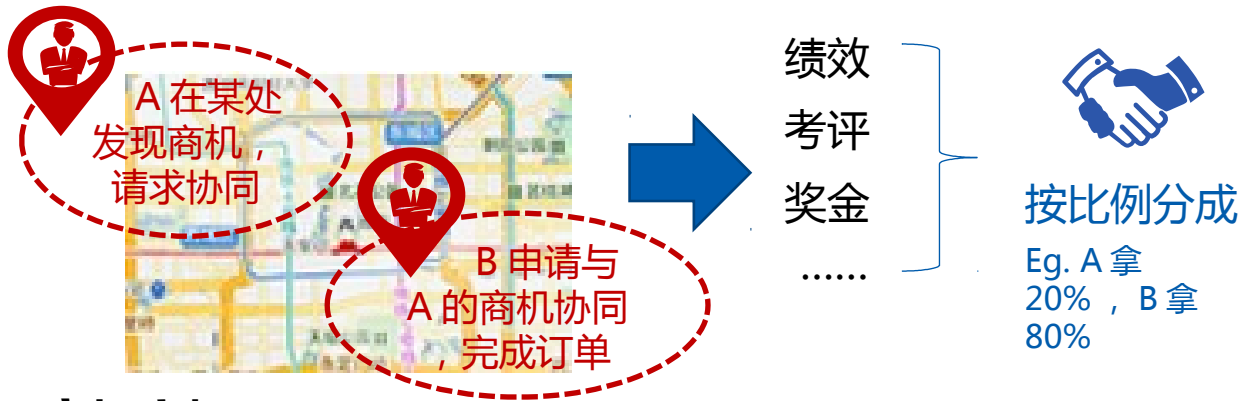 A 在某处
发现商机，
请求协同
B 申请与
A 的商机协同
，完成订单
绩效
考评
奖金
......
按比例分成
Eg. A 拿
20% ，B 拿
80%